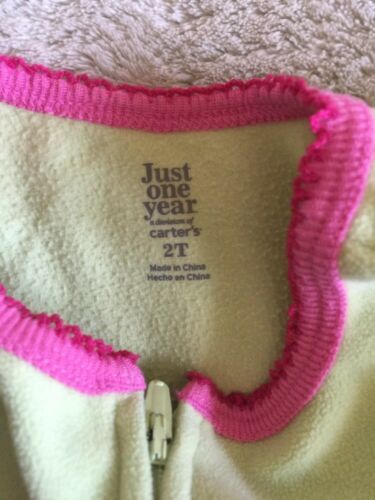 Just
one
year
a division of
carter's
2T
Made in China
Hecho en China